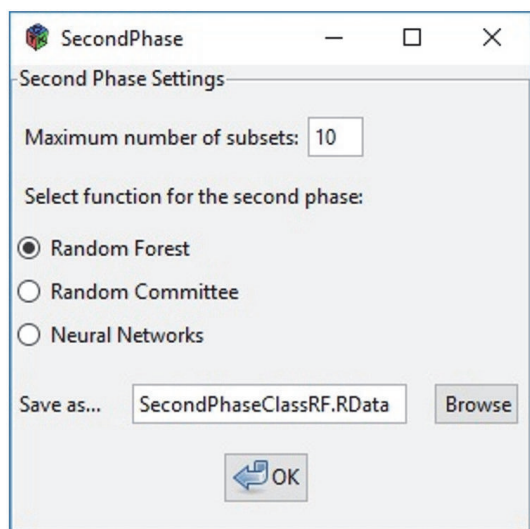 SecondPhase
Second Phase Settings
Maximum number of subsets: 10
Select function for the second phase:
Random Forest
Random Committee
Neural Networks
Save as... SecondPhaseClassRF.RData Browse
OK